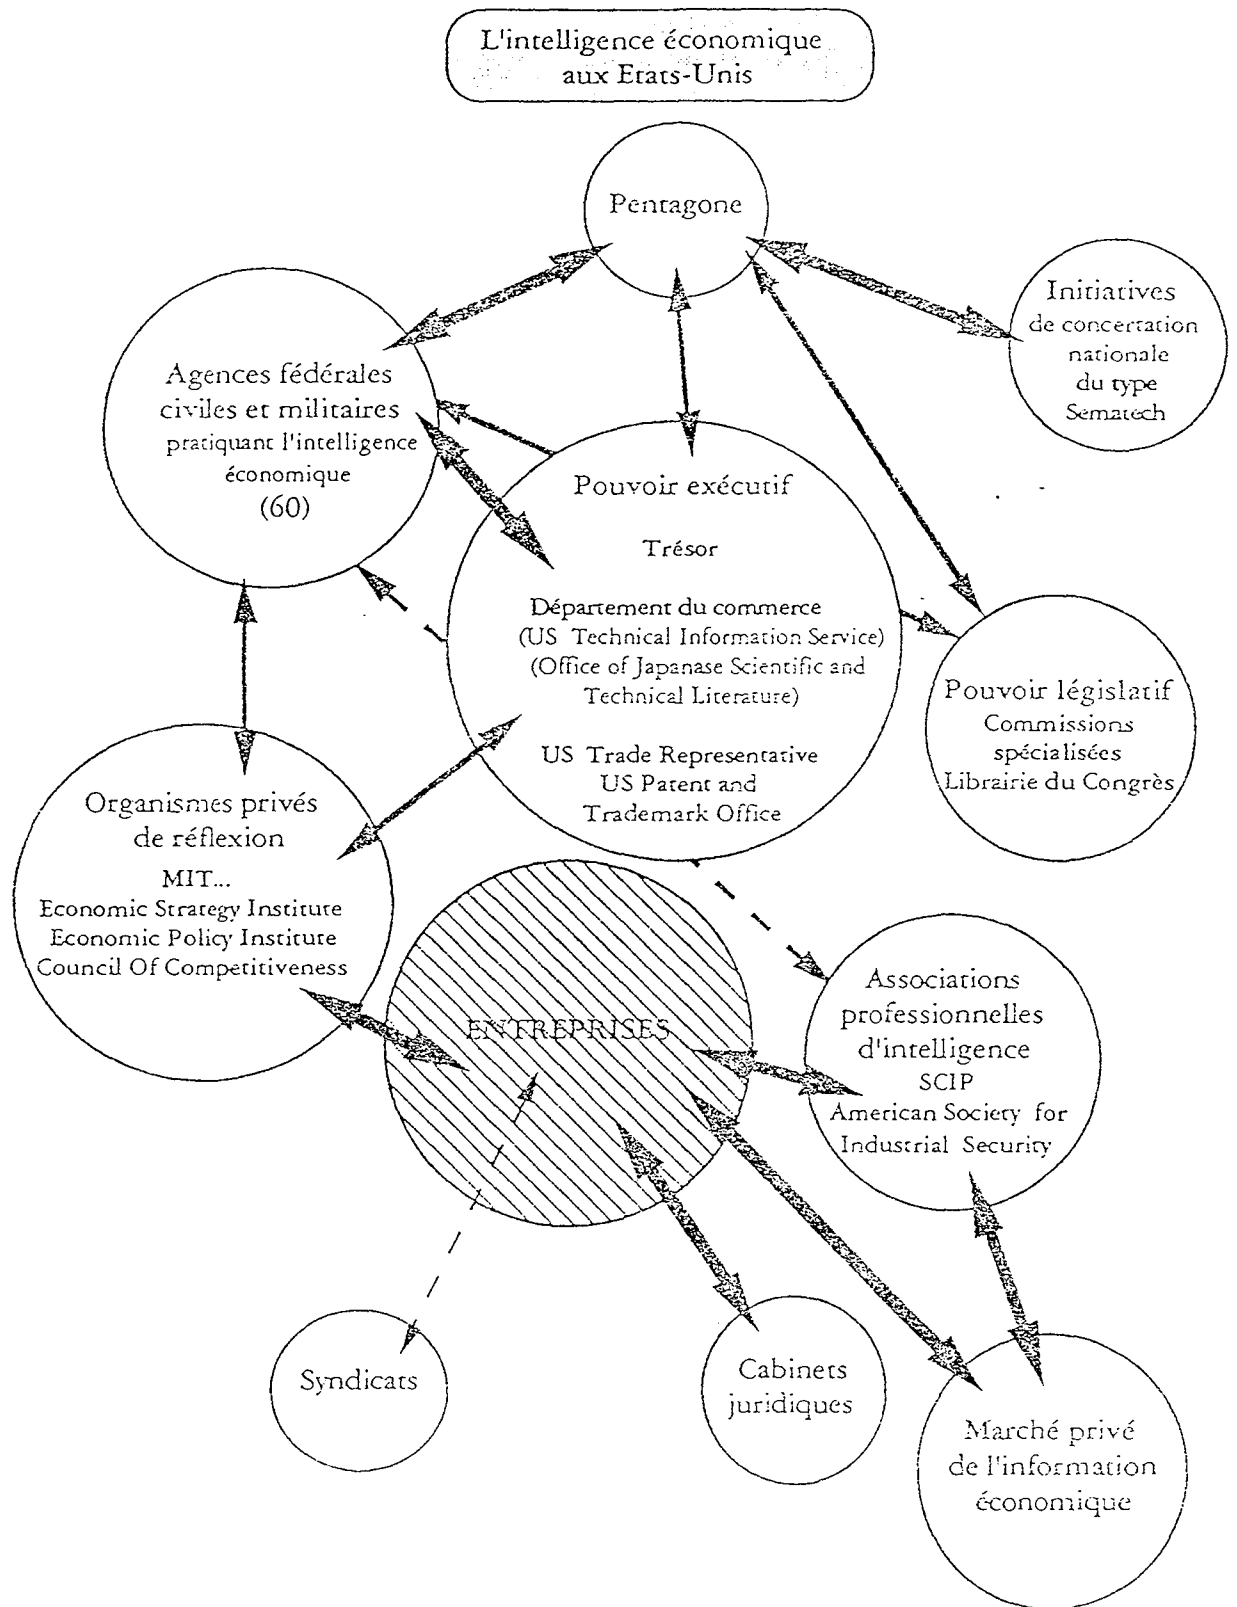 L'intelligence économique
aux Etats-Unis
Pentagone
Initiatives
de concertation
nationale
du type
Sematech
Agences fédérales
civiles et militaires
pratiquant l'intelligence
économique
(60)
Pouvoir exécutif
Trésor
Département du commerce
(US Technical Information Service)
(Office of Japanase Scientific and
Technical Literature)
US Trade Representative
US Patent and
Trademark Office
Pouvoir législatif
Commissions
spécialisées
Librairie du Congrès
Organismes privés
de réflexion
MIT...
Economic Strategy Institute
Economic Policy Institute
Council Of Competitiveness
ENTREPRISES
Associations
professionnelles
d'intelligence
SCIP
American Society for
Industrial Security
Syndicats
Cabinets
juridiques
Marché privé
de l'information
économique